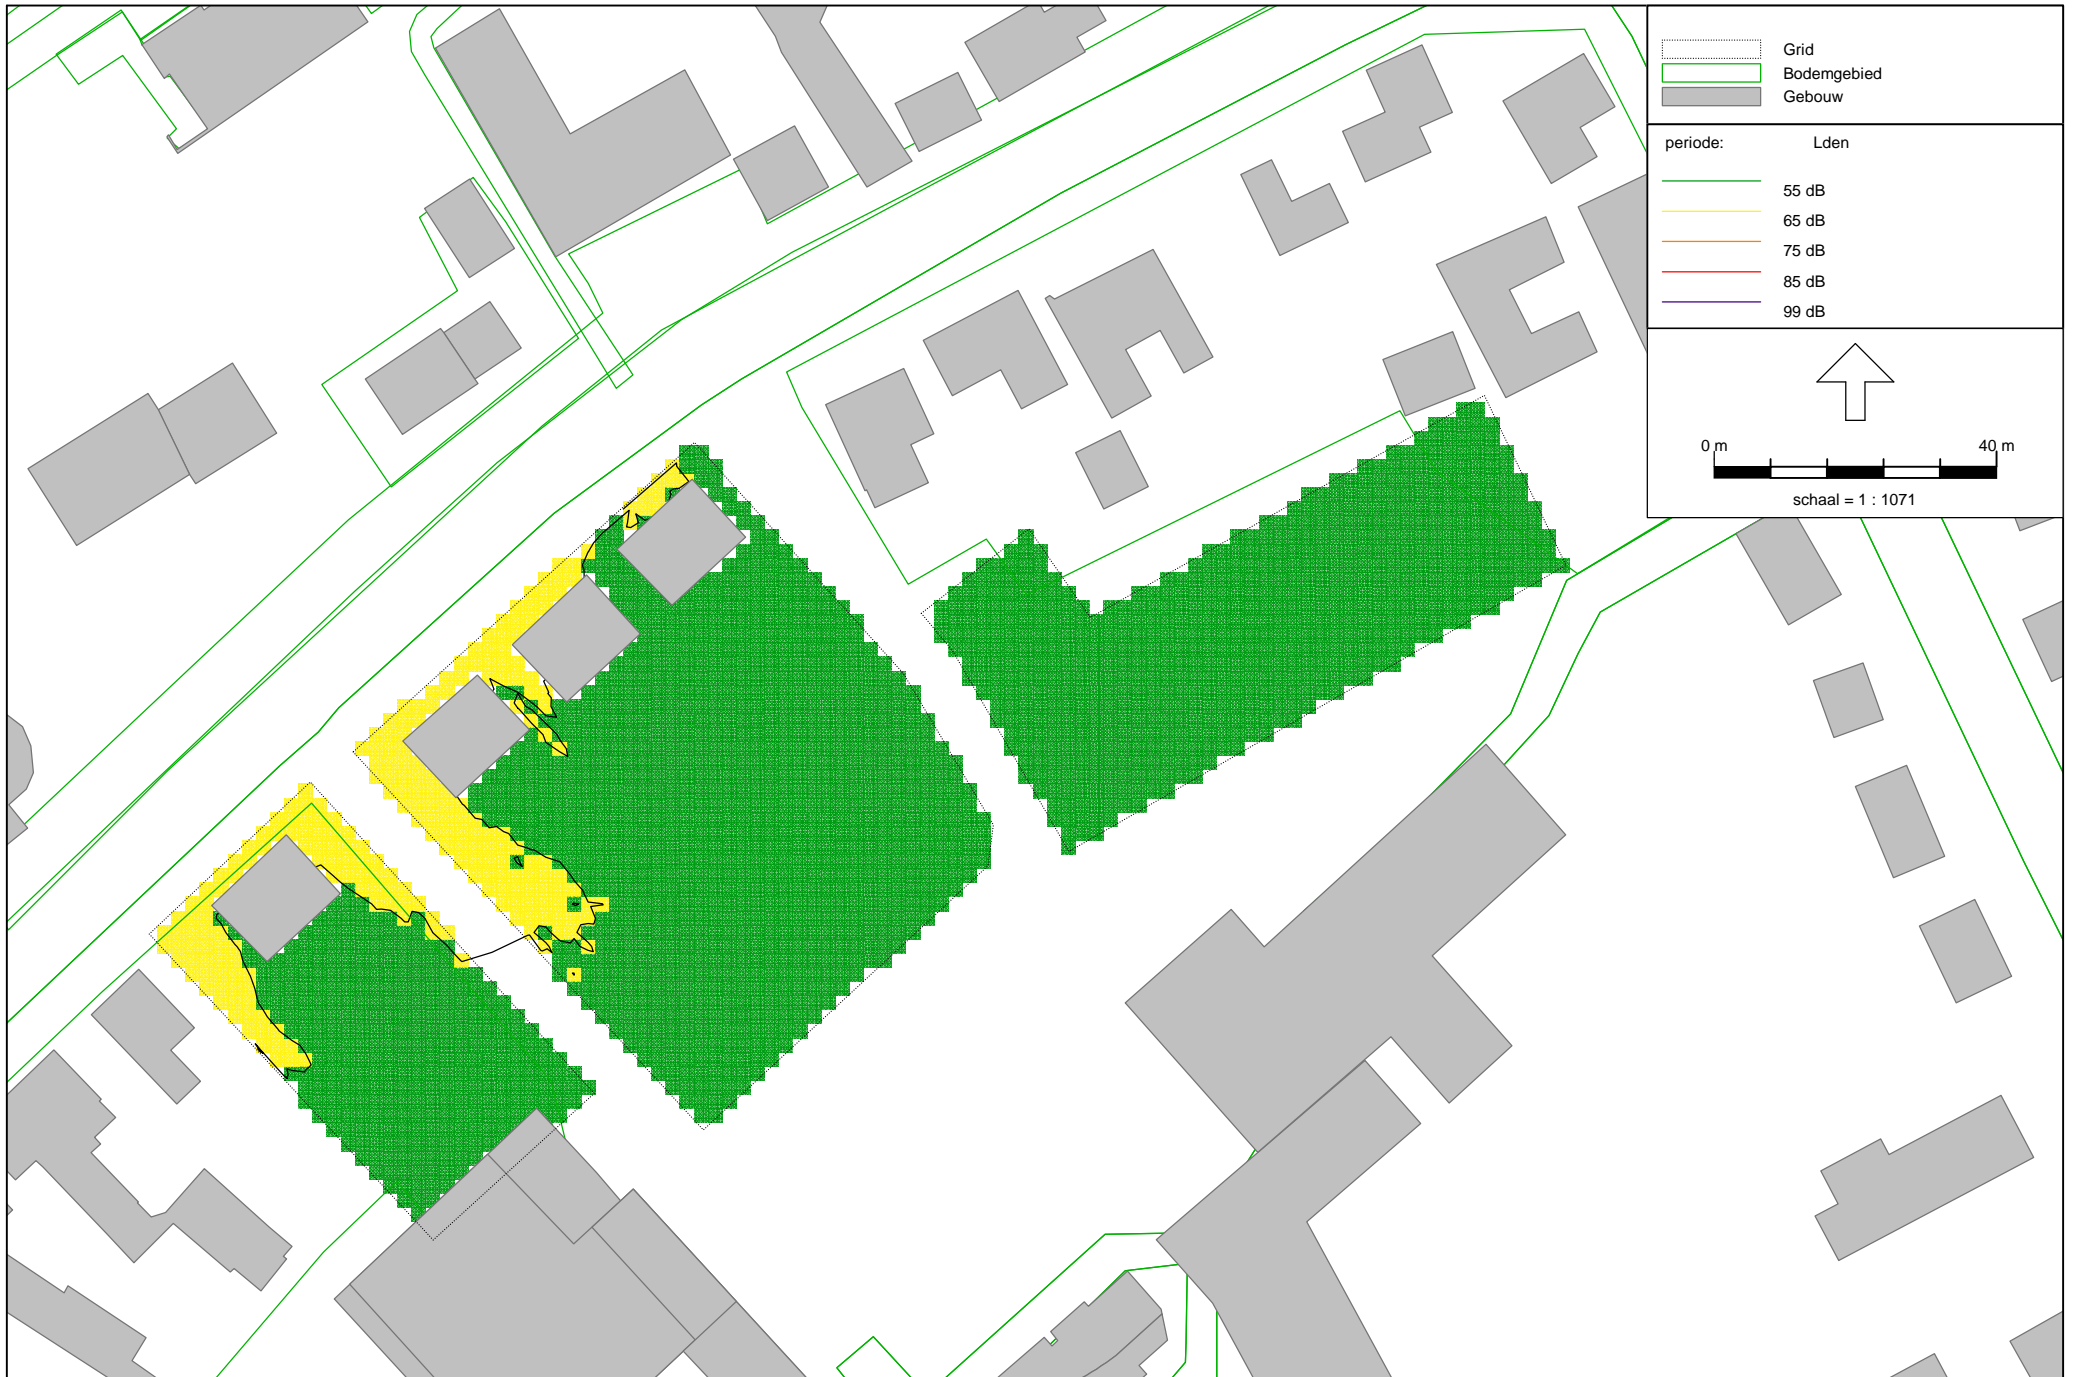 Grid
Bodemgebied
Gebouw
periode: Lden
55 dB
65 dB
75 dB
85 dB
99 dB
0 m 40 m
schaal = 1 : 1071